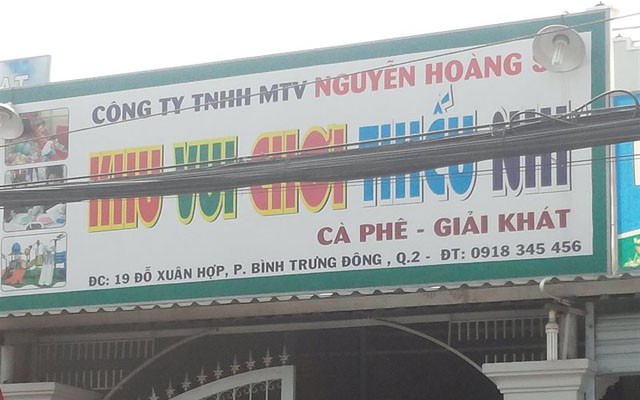 CÔNG TY TNHH MTV NGUYỄN HOÀNG
KHU VUI CHƠI THIẾU NHI
CÀ PHÊ - GIẢI KHÁT
ĐC: 19 ĐỖ XUÂN HỢP, P. BÌNH TRƯNG ĐÔNG , Q.2 - ĐT: 0918 345 456